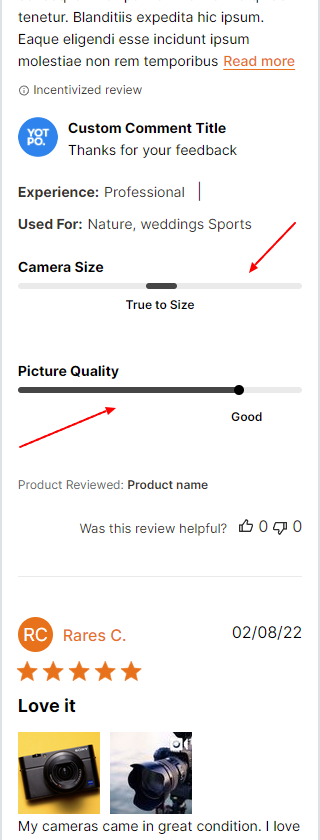 tenetur. Blanditiis expedita hic ipsum.
Eaque eligendi esse incidunt ipsum
molestiae non rem temporibus Read more
Incentivized review
YOT
PO.
Custom Comment Title
Thanks for your feedback
Experience: Professional
Used For: Nature, weddings Sports
Camera Size
True to Size
Picture Quality
Good
Product Reviewed: Product name
Was this review helpful? 0 0
RC Rares C. 02/08/22
Love it
SONY
My cameras came in great condition. I love